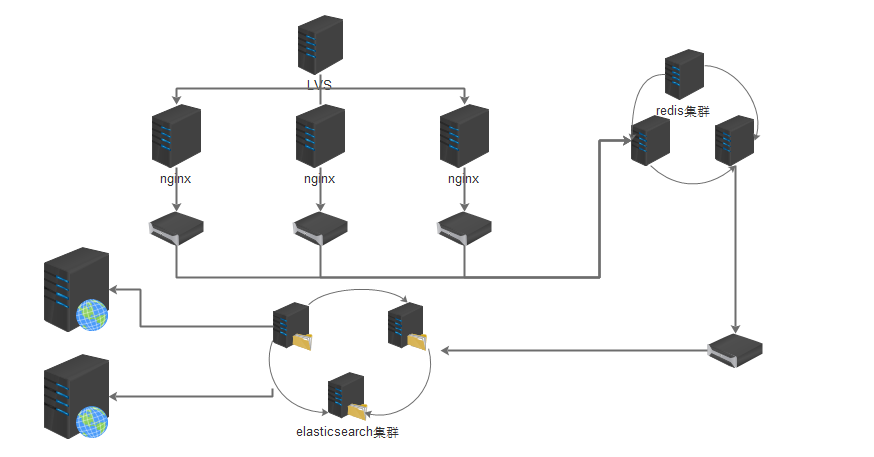 LVS
redis集群
nginx
nginx
nginx
elasticsearch集群